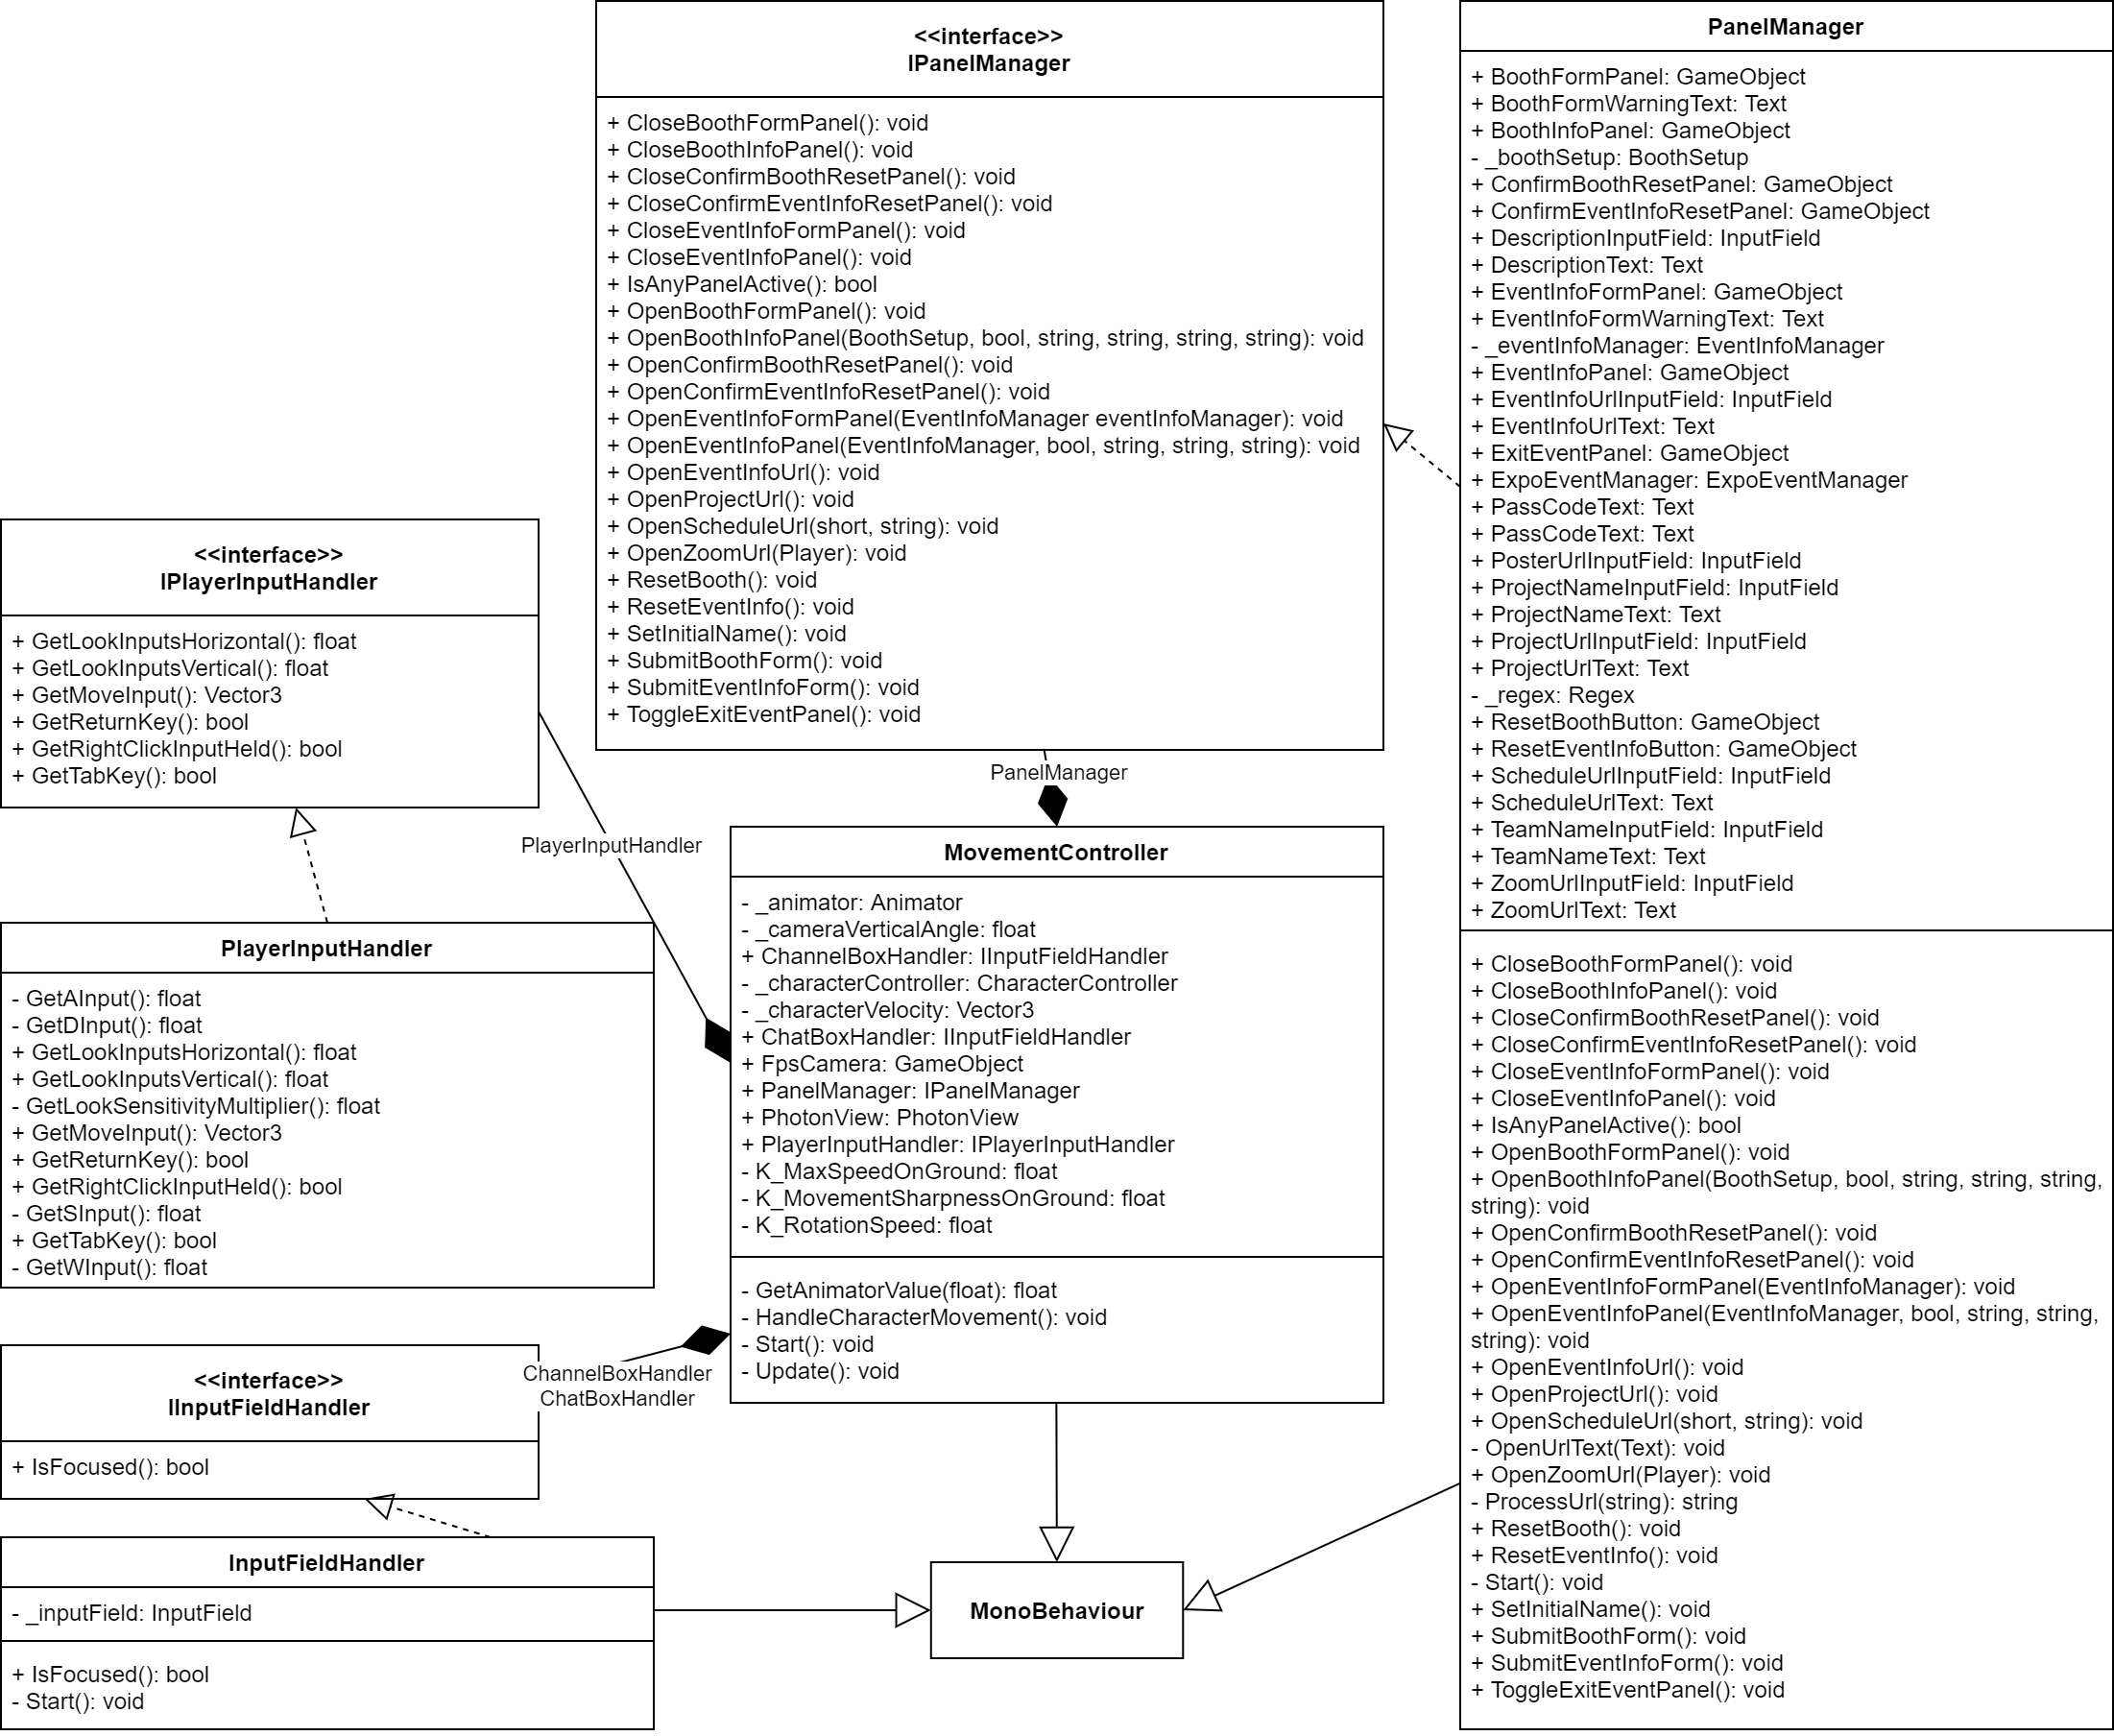 <<interface>>
IPanelManager
+ CloseBoothFormPanel(): void
+ CloseBoothInfoPanel(): void
+ CloseConfirmBoothResetPanel(): void
+ CloseConfirmEventInfoResetPanel(): void
+ CloseEventInfoFormPanel(): void
+ CloseEventInfoPanel(): void
+ IsAnyPanelActive(): bool
+ OpenBoothFormPanel(): void
+ OpenBoothInfoPanel(BoothSetup, bool, string, string, string, string): void
+ OpenConfirmBoothResetPanel(): void
+ OpenConfirmEventInfoResetPanel(): void
+ OpenEventInfoFormPanel(EventInfoManager eventInfoManager): void
+ OpenEventInfoPanel(EventInfoManager, bool, string, string, string): void
+ OpenEventInfoUrl(): void
+ OpenProjectUrl(): void
+ OpenScheduleUrl(short, string): void
+ OpenZoomUrl(Player): void
+ ResetBooth(): void
+ ResetEventInfo(): void
+ SetInitialName(): void
+ SubmitBoothForm(): void
+ SubmitEventInfoForm(): void
+ ToggleExitEventPanel(): void
PanelManager
+ BoothFormPanel: GameObject
+ BoothFormWarningText: Text
+ BoothInfoPanel: GameObject
- _boothSetup: BoothSetup
+ ConfirmBoothResetPanel: GameObject
+ ConfirmEventInfoResetPanel: GameObject
+ DescriptionInputField: InputField
+ DescriptionText: Text
+ EventInfoFormPanel: GameObject
+ EventInfoFormWarningText: Text
- _eventInfoManager: EventInfoManager
+ EventInfoPanel: GameObject
+ EventInfoUrlInputField: InputField
+ EventInfoUrlText: Text
+ ExitEventPanel: GameObject
+ ExpoEventManager: ExpoEventManager
+ PassCodeText: Text
+ PassCodeText: Text
+ PosterUrlInputField: InputField
+ ProjectNameInputField: InputField
+ ProjectNameText: Text
+ ProjectUrlInputField: InputField
+ ProjectUrlText: Text
- _regex: Regex
+ ResetBoothButton: GameObject
+ ResetEventInfoButton: GameObject
+ ScheduleUrlInputField: InputField
+ ScheduleUrlText: Text
+ TeamNameInputField: InputField
+ TeamNameText: Text
+ ZoomUrlInputField: InputField
+ ZoomUrlText: Text
+ CloseBoothFormPanel(): void
+ CloseBoothInfoPanel(): void
+ CloseConfirmBoothResetPanel(): void
+ CloseConfirmEventInfoResetPanel(): void
+ CloseEventInfoFormPanel(): void
+ CloseEventInfoPanel(): void
+ IsAnyPanelActive(): bool
+ OpenBoothFormPanel(): void
+ OpenBoothInfoPanel(BoothSetup, bool, string, string, string,
string): void
+ OpenConfirmBoothResetPanel(): void
+ OpenConfirmEventInfoResetPanel(): void
+ OpenEventInfoFormPanel(EventInfoManager): void
+ OpenEventInfoPanel(EventInfoManager, bool, string, string,
string): void
+ OpenEventInfoUrl(): void
+ OpenProjectUrl(): void
+ OpenScheduleUrl(short, string): void
- OpenUrlText(Text): void
+ OpenZoomUrl(Player): void
- ProcessUrl(string): string
+ ResetBooth(): void
+ ResetEventInfo(): void
- Start(): void
+ SetInitialName(): void
+ SubmitBoothForm(): void
+ SubmitEventInfoForm(): void
+ ToggleExitEventPanel(): void
<<interface>>
IPlayerInputHandler
+ GetLookInputsHorizontal(): float
+ GetLookInputsVertical(): float
+ GetMoveInput(): Vector3
+ GetReturnKey(): bool
+ GetRightClickInputHeld(): bool
+ GetTabKey(): bool
PanelManager
PlayerInputHandler
PlayerInputHandler
- GetAInput(): float
- GetDInput(): float
+ GetLookInputsHorizontal(): float
+ GetLookInputsVertical(): float
- GetLookSensitivityMultiplier(): float
+ GetMoveInput(): Vector3
+ GetReturnKey(): bool
+ GetRightClickInputHeld(): bool
- GetSInput(): float
+ GetTabKey(): bool
- GetWInput(): float
MovementController
- _animator: Animator
- _cameraVerticalAngle: float
+ ChannelBoxHandler: IInputFieldHandler
- _characterController: CharacterController
- _characterVelocity: Vector3
+ ChatBoxHandler: IInputFieldHandler
+ FpsCamera: GameObject
+ PanelManager: IPanelManager
+ PhotonView: PhotonView
+ PlayerInputHandler: IPlayerInputHandler
- K_MaxSpeedOnGround: float
- K_MovementSharpnessOnGround: float
- K_RotationSpeed: float
- GetAnimatorValue(float): float
- HandleCharacterMovement(): void
- Start(): void
- Update(): void
ChannelBoxHandler
ChatBoxHandler
<<interface>>
IInputFieldHandler
+ IsFocused(): bool
InputFieldHandler
- _inputField: InputField
+ IsFocused(): bool
- Start(): void
MonoBehaviour